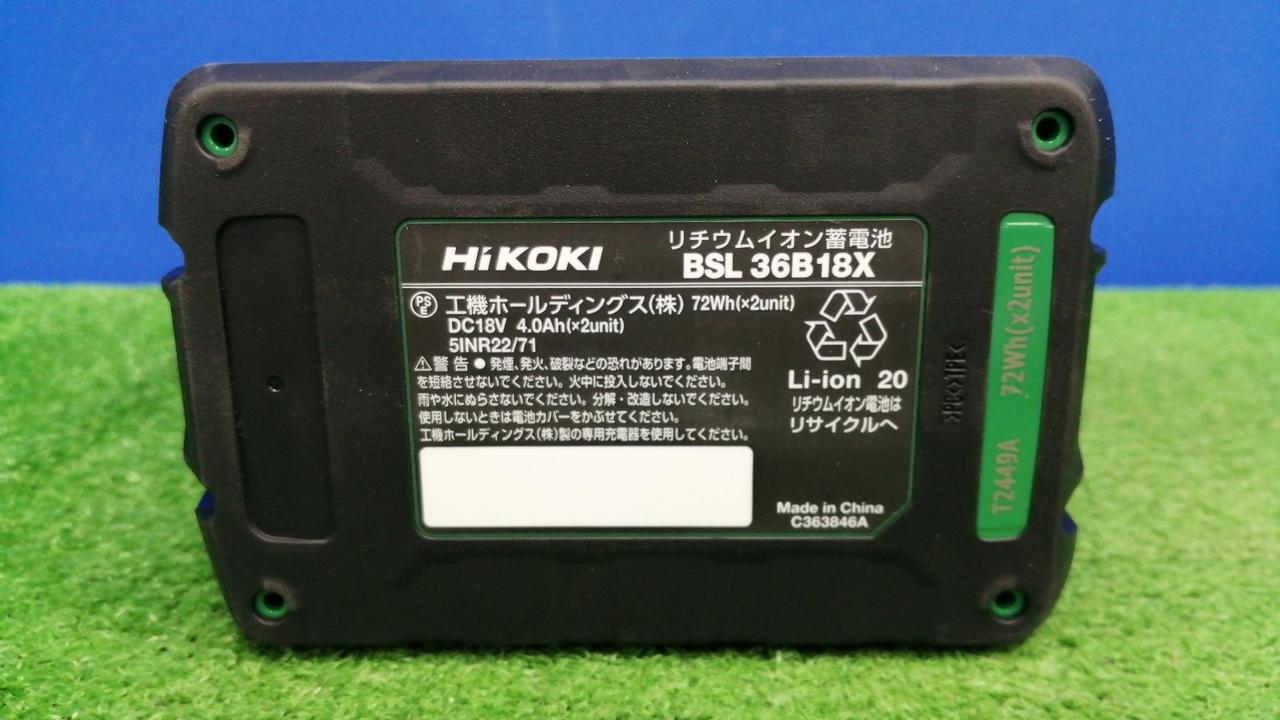 HiKOKI
リチウムイオン蓄電池
BSL 36B18X
PSE
工機ホールディングス(株) 72Wh(×2unit)
DC18V 4.0Ah(×2unit)
5INR22/71
⚠警告 ● 発煙、発火、破裂などの恐れがあります。電池端子間
を短絡させないでください。火中に投入しないでください。
雨や水にぬらさないでください。分解・改造しないでください。
使用しないときは電池カバーをかぶせてください。
工機ホールディングス(株)製の専用充電器を使用してください。
Li-ion 20
リチウムイオン電池は
リサイクルへ
Made in China
C363846A
T2449A 72Wh(x2unit)